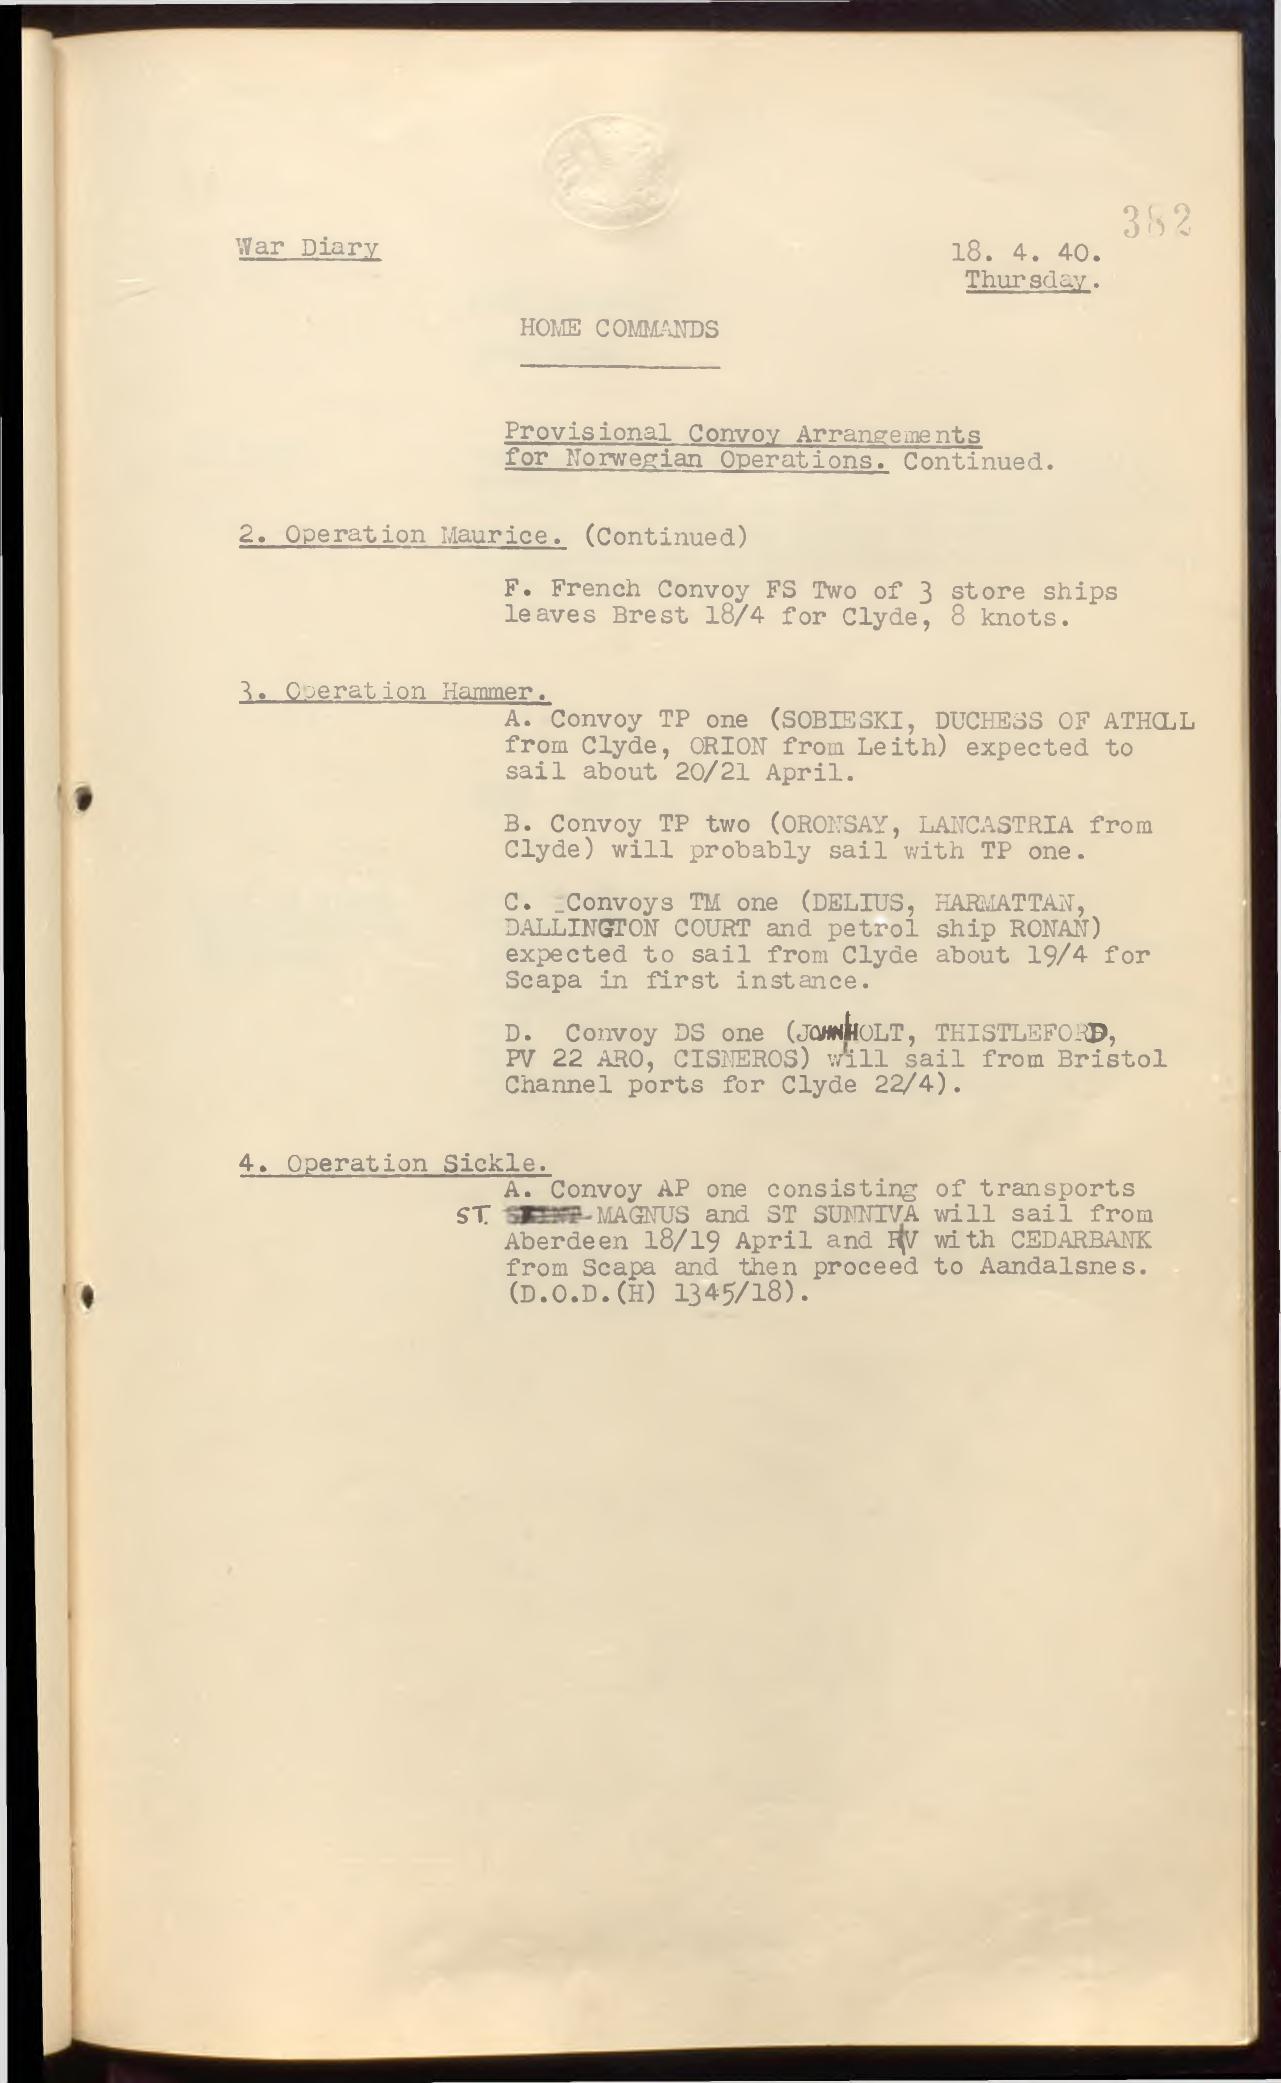 382
War Diary
18. 4. 40.
Thursday.
HOME COMMANDS
Provisional Convoy Arrangements
for Norwegian Operations. Continued.
2. Operation Maurice. (Continued)
F. French Convoy FS Two of 3 store ships
leaves Brest 18/4 for Clyde, 8 knots.
3. Operation Hammer.
A. Convoy TP one (SOBIESKI, DUCHESS OF ATHOLL
from Clyde, ORION from Leith) expected to
sail about 20/21 April.
B. Convoy TP two (ORONSAY, LANCASTRIA from
Clyde) will probably sail with TP one.
C. Convoys TM one (DELIUS, HARMATTAN,
DALLINGTON COURT and petrol ship RONAN)
expected to sail from Clyde about 19/4 for
Scapa in first instance.
D. Convoy DS one (JOHN HOLT, THISTLEFORD,
PV 22 ARO, CISNEROS) will sail from Bristol
Channel ports for Clyde 22/4).
4. Operation Sickle.
A. Convoy AP one consisting of transports
ST. MAGNUS and ST SUNNIVA will sail from
Aberdeen 18/19 April and RV with CEDARBANK
from Scapa and then proceed to Aandalsnes.
(D.O.D.(H) 1345/18).